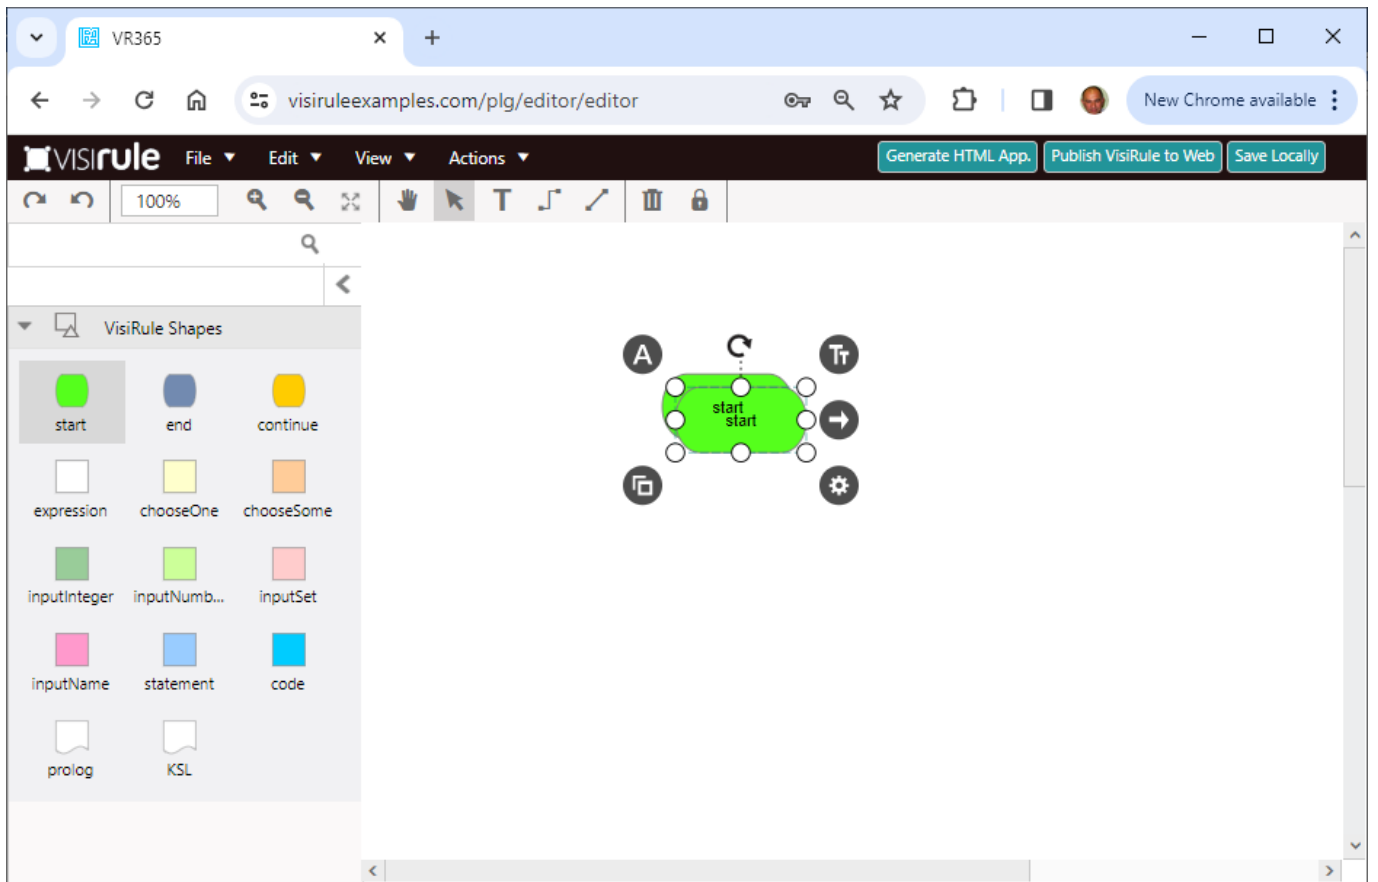 VR365
visiruleexamples.com/plg/editor/editor
New Chrome available
VISIrule File Edit View Actions Generate HTML App. Publish VisiRule to Web Save Locally
100% T
VisiRule Shapes
A TT
start
start
start end continue
expression chooseOne chooseSome
inputInteger inputNumb... inputSet
inputName statement code
prolog KSL